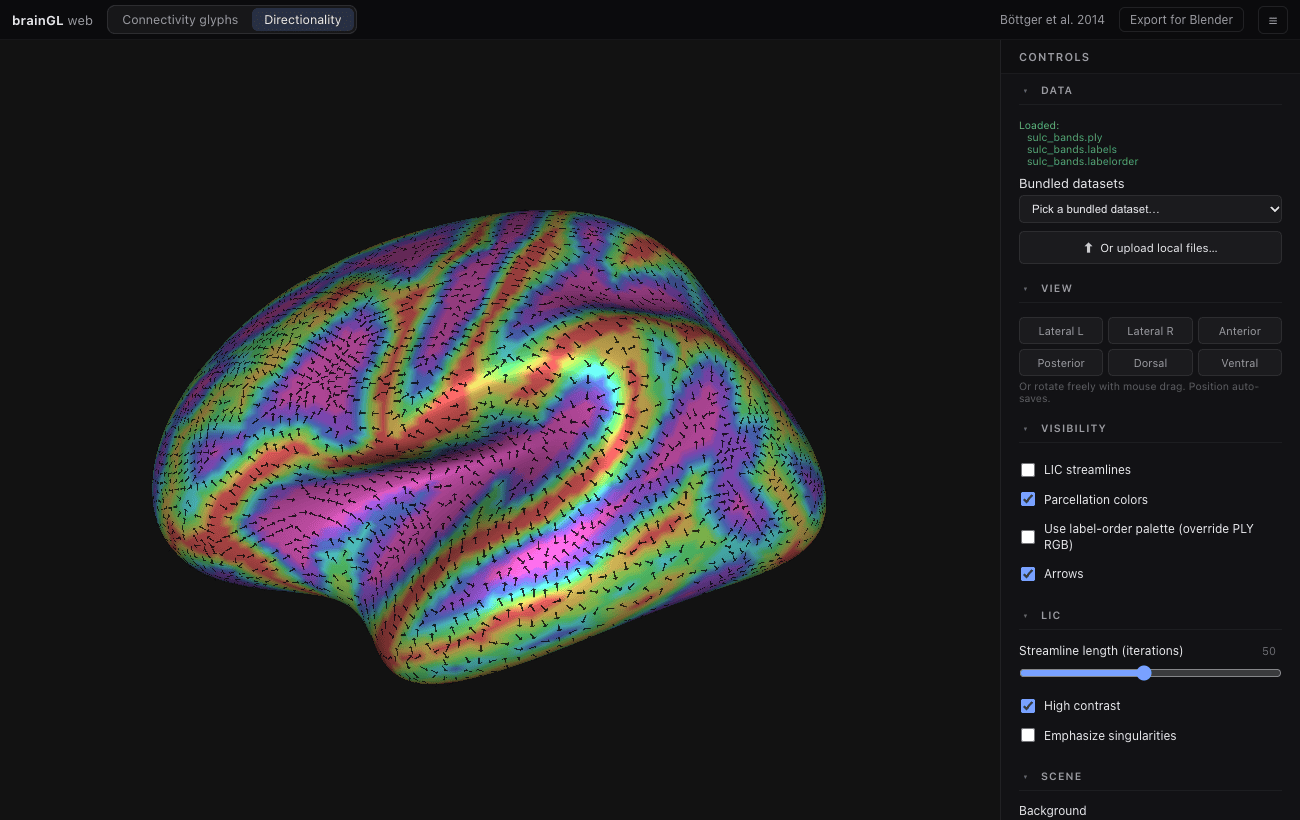 brainGL web
Connectivity glyphs
Directionality
Böttger et al. 2014
Export for Blender
≡
CONTROLS
DATA
Loaded:
sulc_bands.ply
sulc_bands.labels
sulc_bands.labelorder
Bundled datasets
Pick a bundled dataset…
⬆ Or upload local files…
VIEW
Lateral L
Lateral R
Anterior
Posterior
Dorsal
Ventral
Or rotate freely with mouse drag. Position auto-
saves.
VISIBILITY
LIC streamlines
Parcellation colors
Use label-order palette (override PLY
RGB)
Arrows
LIC
Streamline length (iterations) 50
High contrast
Emphasize singularities
SCENE
Background